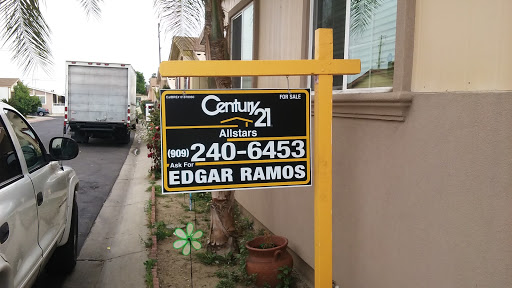 FOR SALE
Century 21
Allstars
(909) 240-6453
Ask For
EDGAR RAMOS